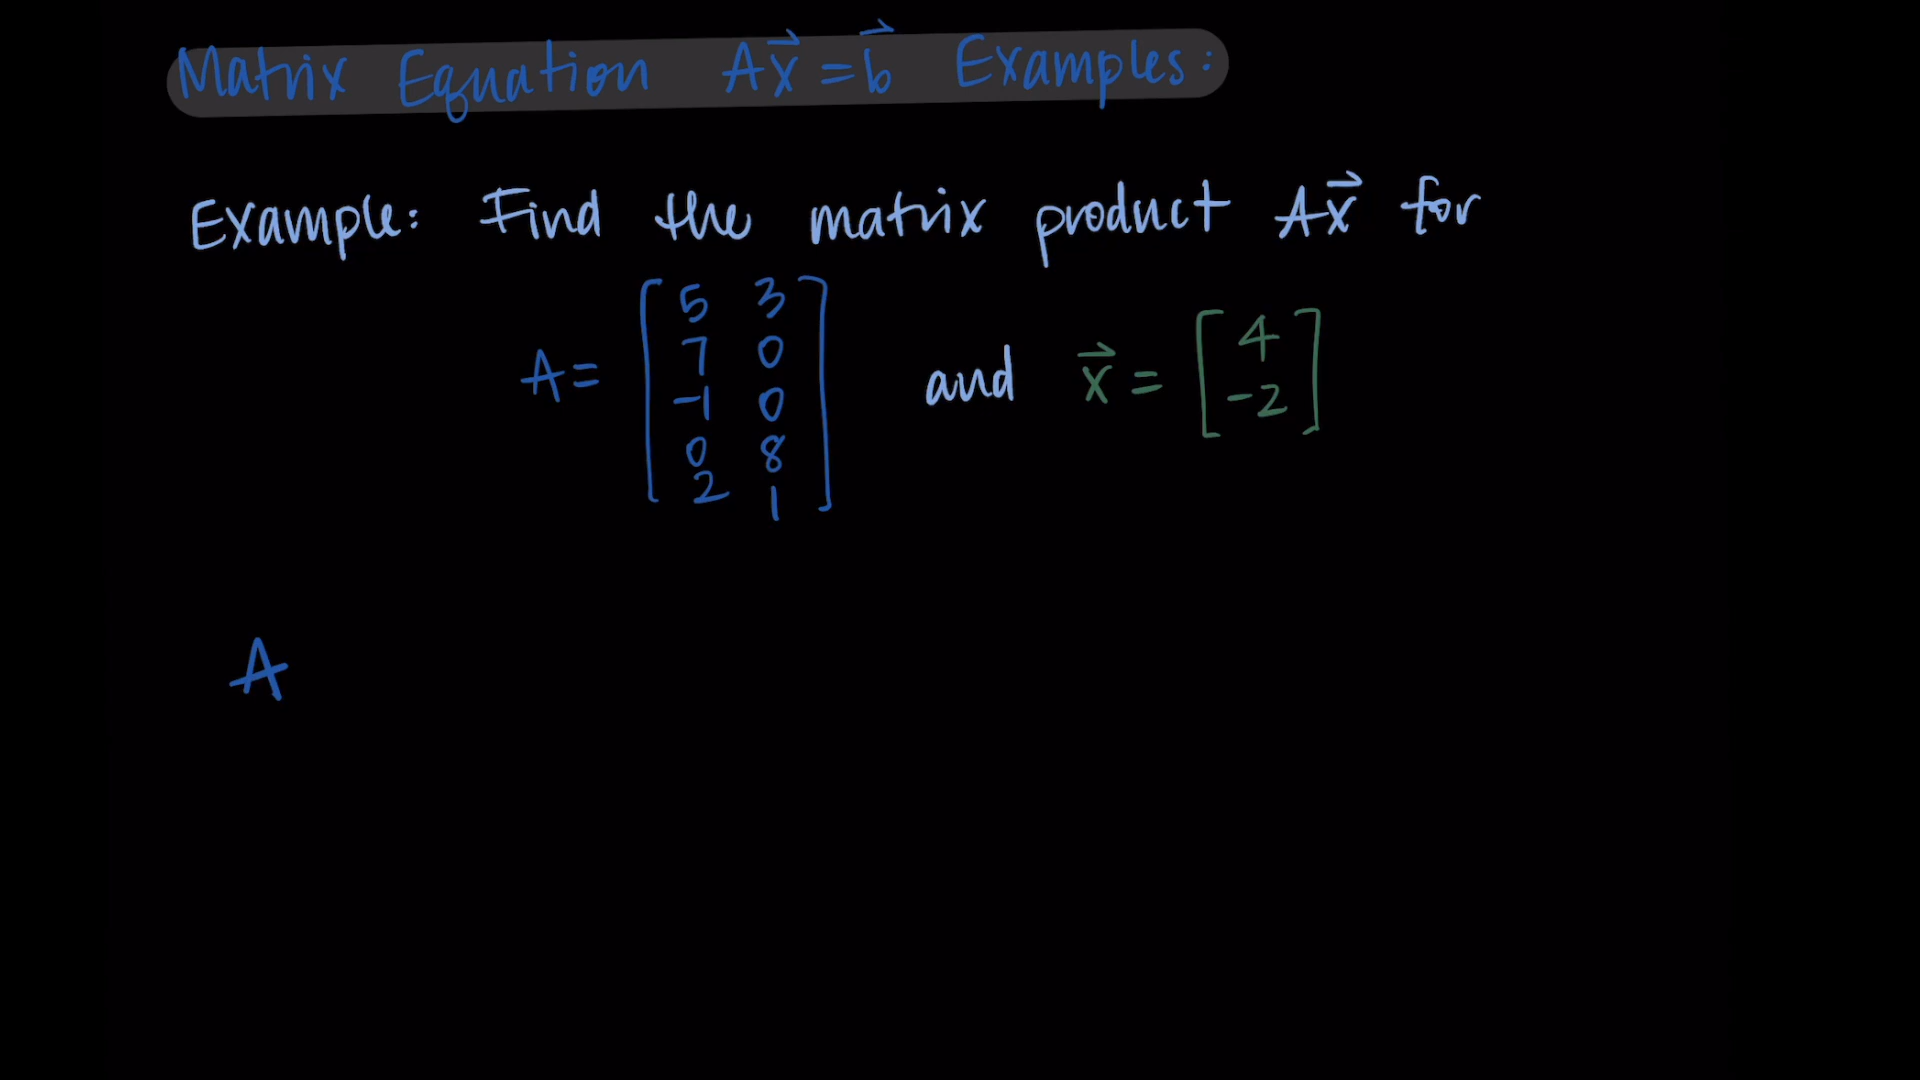 Matrix Equation Ax⃗ = b⃗ Examples:
Example: Find the matrix product Ax⃗ for
A = [5 3
7 0
-1 0
0 8
2 1] and x⃗ = [4
-2]
A